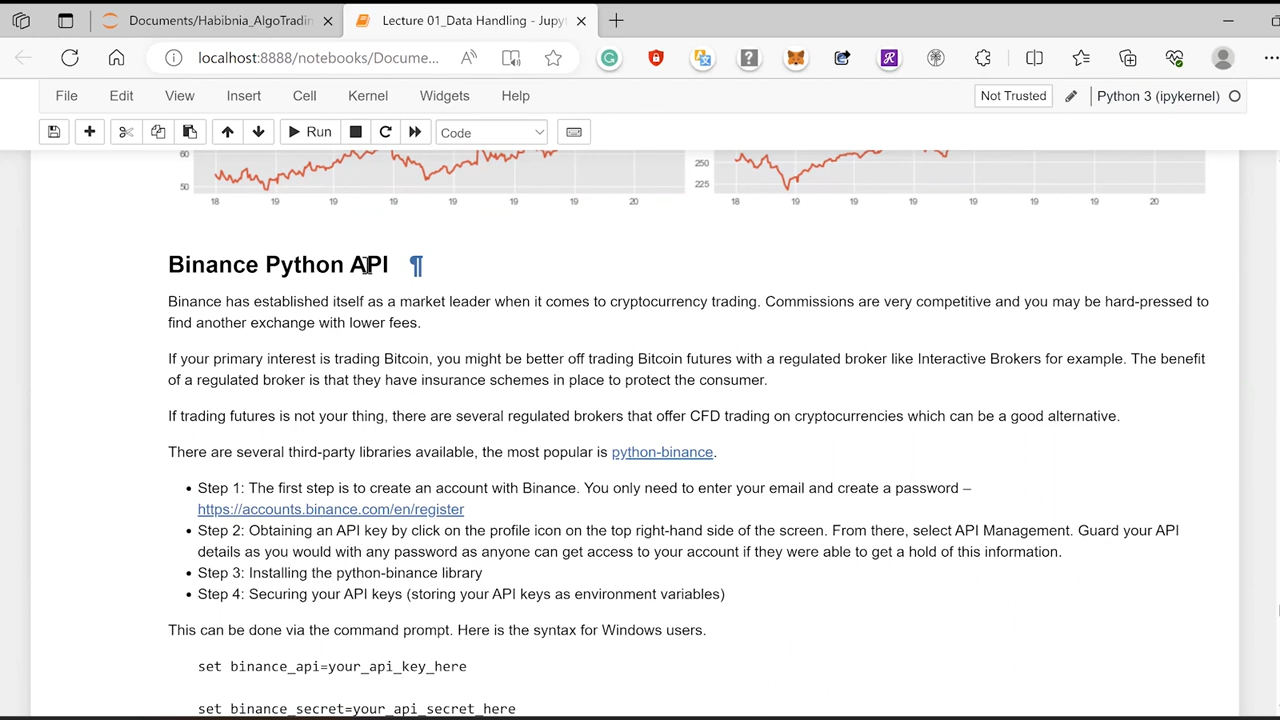 Documents/Habibnia_AlgoTradin
Lecture 01_Data Handling - Jupyt
localhost:8888/notebooks/Docume...
File Edit View Insert Cell Kernel Widgets Help
Not Trusted
Python 3 (ipykernel)
Run
Code
60
50
18 19 19 19 19 19 19 20
250
225
18 19 19 19 19 19 19 20
Binance Python API ¶
Binance has established itself as a market leader when it comes to cryptocurrency trading. Commissions are very competitive and you may be hard-pressed to
find another exchange with lower fees.
If your primary interest is trading Bitcoin, you might be better off trading Bitcoin futures with a regulated broker like Interactive Brokers for example. The benefit
of a regulated broker is that they have insurance schemes in place to protect the consumer.
If trading futures is not your thing, there are several regulated brokers that offer CFD trading on cryptocurrencies which can be a good alternative.
There are several third-party libraries available, the most popular is python-binance.
• Step 1: The first step is to create an account with Binance. You only need to enter your email and create a password –
https://accounts.binance.com/en/register
• Step 2: Obtaining an API key by click on the profile icon on the top right-hand side of the screen. From there, select API Management. Guard your API
details as you would with any password as anyone can get access to your account if they were able to get a hold of this information.
• Step 3: Installing the python-binance library
• Step 4: Securing your API keys (storing your API keys as environment variables)
This can be done via the command prompt. Here is the syntax for Windows users.
set binance_api=your_api_key_here
set binance_secret=your_api_secret_here